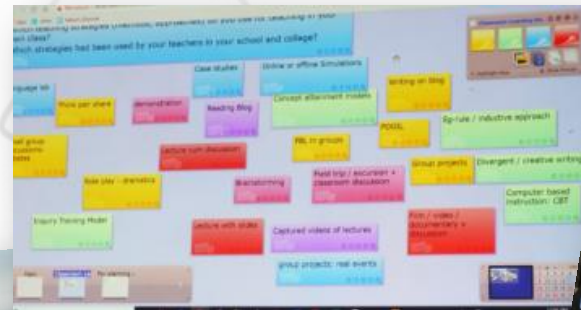 main class?
which strategies had been used by your teachers in your school and collage?
Case studies
Online or offline Simulations
Writing on blog
Think pair share
demonstration
Reading Blog
Concept attainment models
POGIL
Eg-rule / inductive approach
Lecture cum discussion
PBL in groups
Group projects
Divergent / creative writing
Role play - dramatics
Brainstorming
Field trip / excursion +
classroom discussion
Computer based
instruction: CBT
Inquiry Training Model
Lecture with slides
Captured videos of lectures
Film / video /
documentary +
discussion
group projects: real events